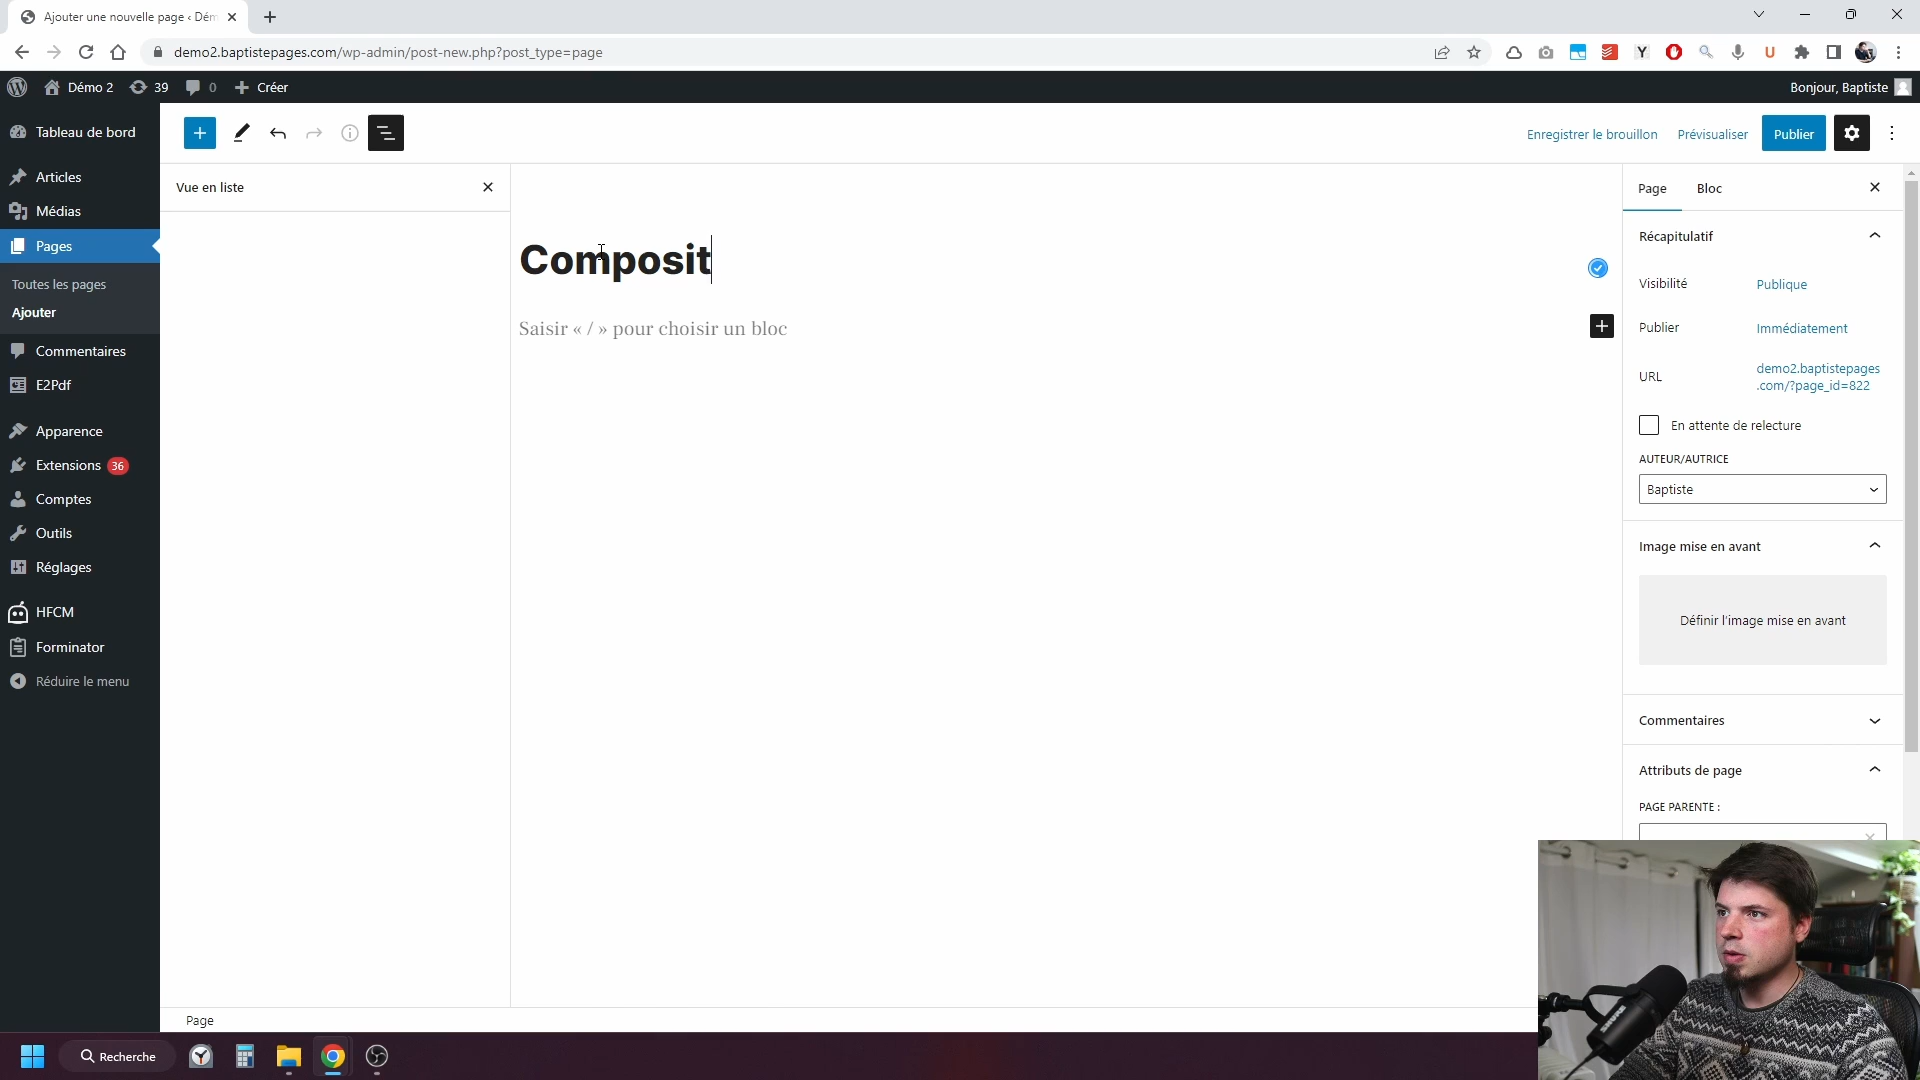 Ajouter une nouvelle page ‹ Dém
demo2.baptistepages.com/wp-admin/post-new.php?post_type=page
Démo 2
39
0
Créer
Bonjour, Baptiste
Tableau de bord
Articles
Médias
Pages
Toutes les pages
Ajouter
Commentaires
E2Pdf
Apparence
Extensions 36
Comptes
Outils
Réglages
HFCM
Forminator
Réduire le menu
Enregistrer le brouillon
Prévisualiser
Publier
Vue en liste
Composit
Saisir « / » pour choisir un bloc
Page
Bloc
Récapitulatif
Visibilité
Publique
Publier
Immédiatement
URL
demo2.baptistepages
.com/?page_id=822
En attente de relecture
AUTEUR/AUTRICE
Baptiste
Image mise en avant
Définir l'image mise en avant
Commentaires
Attributs de page
PAGE PARENTE :
Page
Recherche